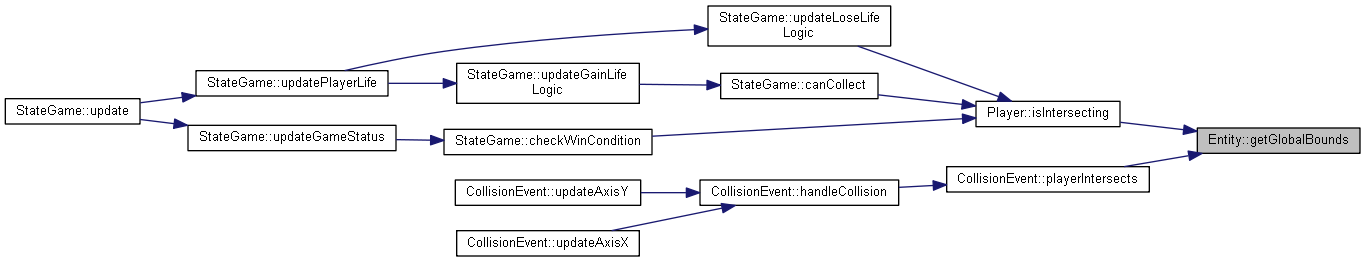 StateGame::updateLoseLife
Logic
StateGame::updatePlayerLife
StateGame::updateGainLife
Logic
StateGame::canCollect
StateGame::update
Player::isIntersecting
StateGame::updateGameStatus
StateGame::checkWinCondition
Entity::getGlobalBounds
CollisionEvent::playerIntersects
CollisionEvent::updateAxisY
CollisionEvent::handleCollision
CollisionEvent::updateAxisX